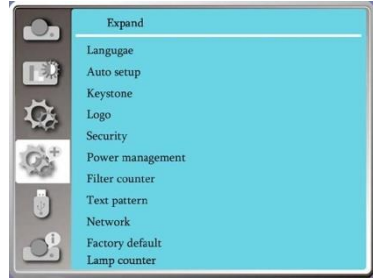 Expand
Langugae
Auto setup
Keystone
Logo
Security
Power management
Filter counter
Text pattern
Network
Factory default
Lamp counter